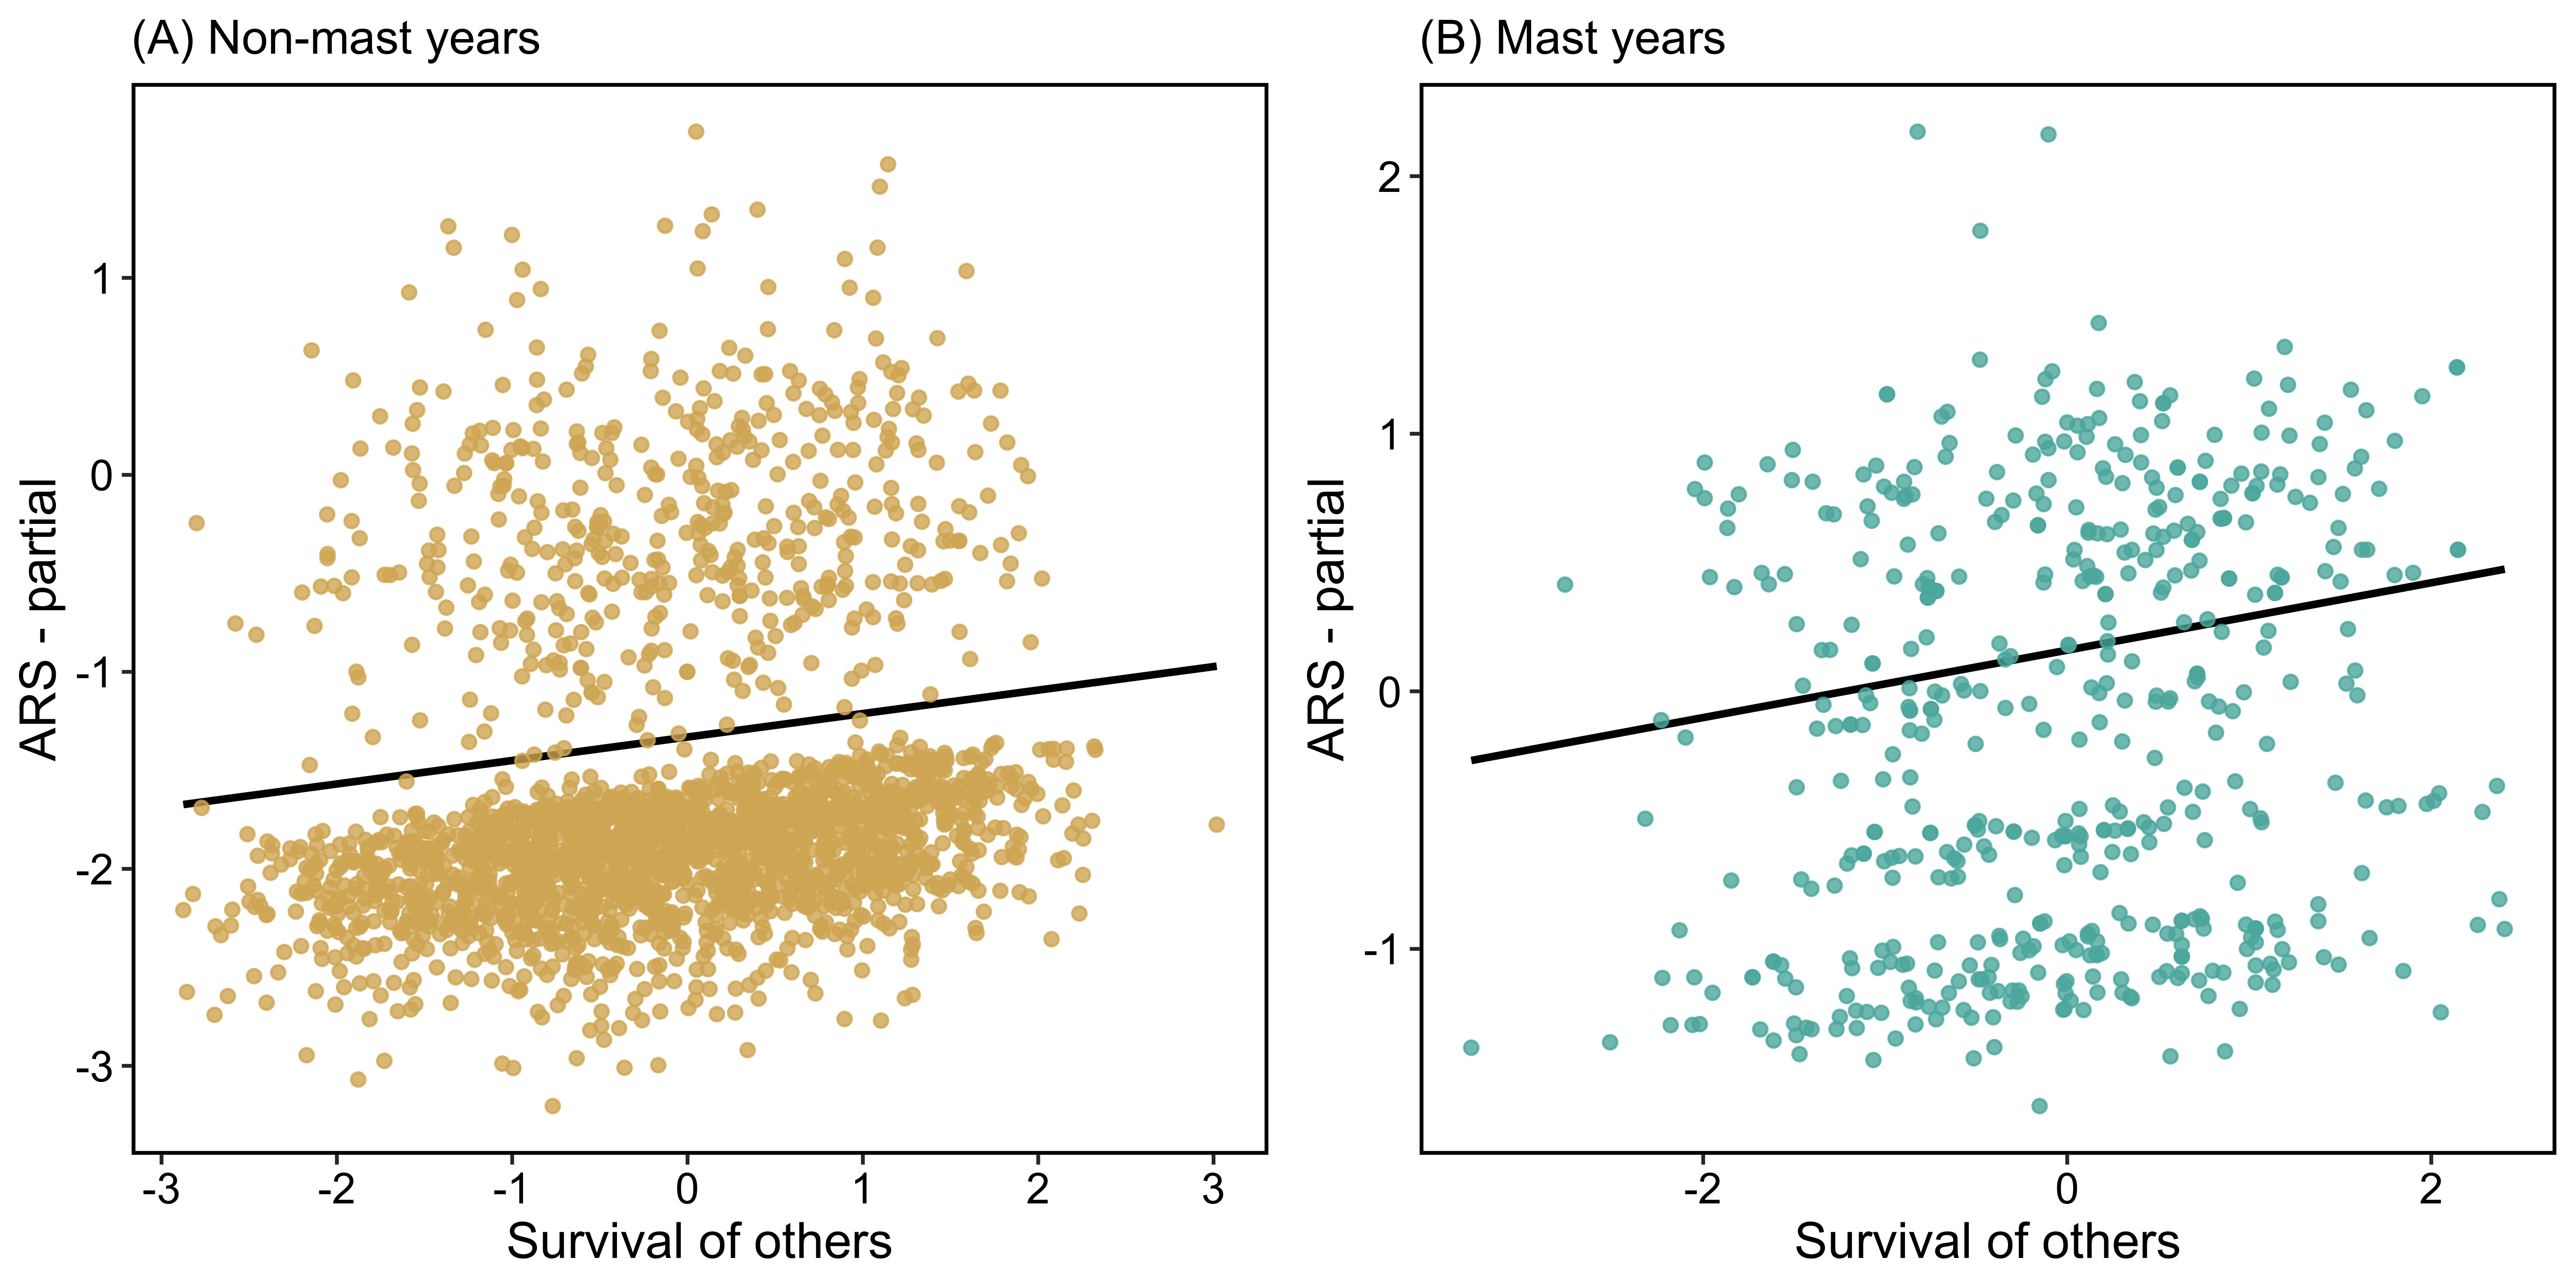 (A) Non-mast years
ARS - partial
1
0
-1
-2
-3
-3 -2 -1 0 1 2 3
Survival of others
(B) Mast years
ARS - partial
2
1
0
-1
-2 0 2
Survival of others